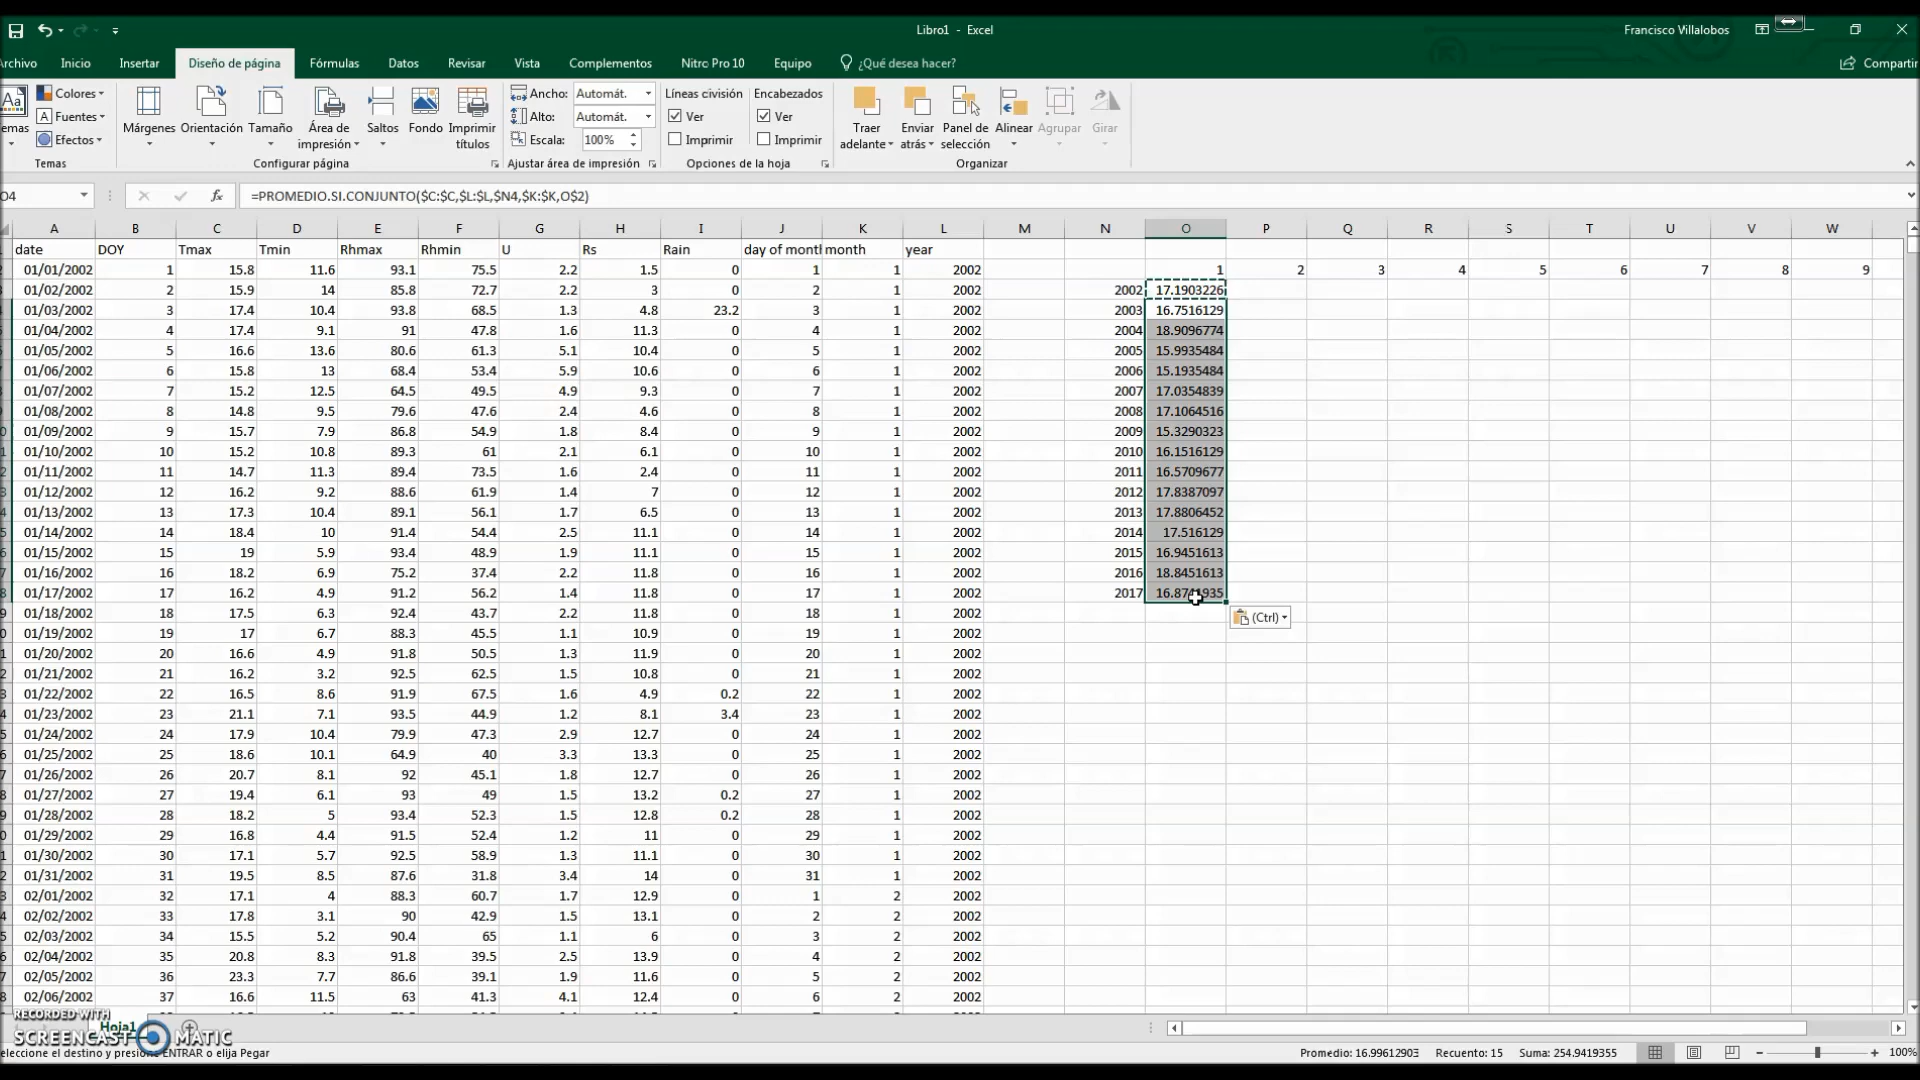 Libro1 - Excel
Francisco Villalobos
rchivo Inicio Insertar Diseño de página Fórmulas Datos Revisar Vista Complementos Nitro Pro 10 Equipo ¿Qué desea hacer? Compartir
Colores Ancho: Automát. Líneas división Encabezados
Aa Fuentes Alto: Automát. Ver Ver
emas Efectos Márgenes Orientación Tamaño Área de impresión Saltos Fondo Imprimir títulos Escala: 100% Imprimir Imprimir Traer adelante Enviar atrás Panel de selección Alinear Agrupar Girar
Temas Configurar página Ajustar área de impresión Opciones de la hoja Organizar
O4 fx =PROMEDIO.SI.CONJUNTO($C:$C,$L:$L,$N4,$K:$K,O$2)
A B C D E F G H I J K L M N O P Q R S T U V W
date DOY Tmax Tmin Rhmax Rhmin U Rs Rain day of month month year
01/01/2002 1 15.8 11.6 93.1 75.5 2.2 1.5 0 1 1 2002 1 2 3 4 5 6 7 8 9
01/02/2002 2 15.9 14 85.8 72.7 2.2 3 0 2 1 2002 2002 17.1903226
01/03/2002 3 17.4 10.4 93.8 68.5 1.3 4.8 23.2 3 1 2002 2003 16.7516129
01/04/2002 4 17.4 9.1 91 47.8 1.6 11.3 0 4 1 2002 2004 18.9096774
01/05/2002 5 16.6 13.6 80.6 61.3 5.1 10.4 0 5 1 2002 2005 15.9935484
01/06/2002 6 15.8 13 68.4 53.4 5.9 10.6 0 6 1 2002 2006 15.1935484
01/07/2002 7 15.2 12.5 64.5 49.5 4.9 9.3 0 7 1 2002 2007 17.0354839
01/08/2002 8 14.8 9.5 79.6 47.6 2.4 4.6 0 8 1 2002 2008 17.1064516
01/09/2002 9 15.7 7.9 86.8 54.9 1.8 8.4 0 9 1 2002 2009 15.3290323
01/10/2002 10 15.2 10.8 89.3 61 2.1 6.1 0 10 1 2002 2010 16.1516129
01/11/2002 11 14.7 11.3 89.4 73.5 1.6 2.4 0 11 1 2002 2011 16.5709677
01/12/2002 12 16.2 9.2 88.6 61.9 1.4 7 0 12 1 2002 2012 17.8387097
01/13/2002 13 17.3 10.4 89.1 56.1 1.7 6.5 0 13 1 2002 2013 17.8806452
01/14/2002 14 18.4 10 91.4 54.4 2.5 11.1 0 14 1 2002 2014 17.516129
01/15/2002 15 19 5.9 93.4 48.9 1.9 11.1 0 15 1 2002 2015 16.9451613
01/16/2002 16 18.2 6.9 75.2 37.4 2.2 11.8 0 16 1 2002 2016 18.8451613
01/17/2002 17 16.2 4.9 91.2 56.2 1.4 11.8 0 17 1 2002 2017
01/18/2002 18 17.5 6.3 92.4 43.7 2.2 11.8 0 18 1 2002 (Ctrl)
01/19/2002 19 17 6.7 88.3 45.5 1.1 10.9 0 19 1 2002
01/20/2002 20 16.6 4.9 91.8 50.5 1.3 11.9 0 20 1 2002
01/21/2002 21 16.2 3.2 92.5 62.5 1.5 10.8 0 21 1 2002
01/22/2002 22 16.5 8.6 91.9 67.5 1.6 4.9 0.2 22 1 2002
01/23/2002 23 21.1 7.1 93.5 44.9 1.2 8.1 3.4 23 1 2002
01/24/2002 24 17.9 10.4 79.9 47.3 2.9 12.7 0 24 1 2002
01/25/2002 25 18.6 10.1 64.9 40 3.3 13.3 0 25 1 2002
01/26/2002 26 20.7 8.1 92 45.1 1.8 12.7 0 26 1 2002
01/27/2002 27 19.4 6.1 93 49 1.5 13.2 0.2 27 1 2002
01/28/2002 28 18.2 5 93.4 52.3 1.5 12.8 0.2 28 1 2002
01/29/2002 29 16.8 4.4 91.5 52.4 1.2 11 0 29 1 2002
01/30/2002 30 17.1 5.7 92.5 58.9 1.3 11.1 0 30 1 2002
01/31/2002 31 19.5 8.5 87.6 31.8 3.4 14 0 31 1 2002
02/01/2002 32 17.1 4 88.3 60.7 1.7 12.9 0 1 2 2002
02/02/2002 33 17.8 3.1 90 42.9 1.5 13.1 0 2 2 2002
02/03/2002 34 15.5 5.2 90.4 65 1.1 6 0 3 2 2002
02/04/2002 35 20.8 8.3 91.8 39.5 2.5 13.9 0 4 2 2002
02/05/2002 36 23.3 7.7 86.6 39.1 1.9 11.6 0 5 2 2002
02/06/2002 37 16.6 11.5 63 41.3 4.1 12.4 0 6 2 2002
RECORDED WITH
Hoja1
SCREENCAST MATIC
eleccione el destino y presione ENTRAR o elija Pegar Promedio: 16.99612903 Recuento: 15 Suma: 254.9419355 100%